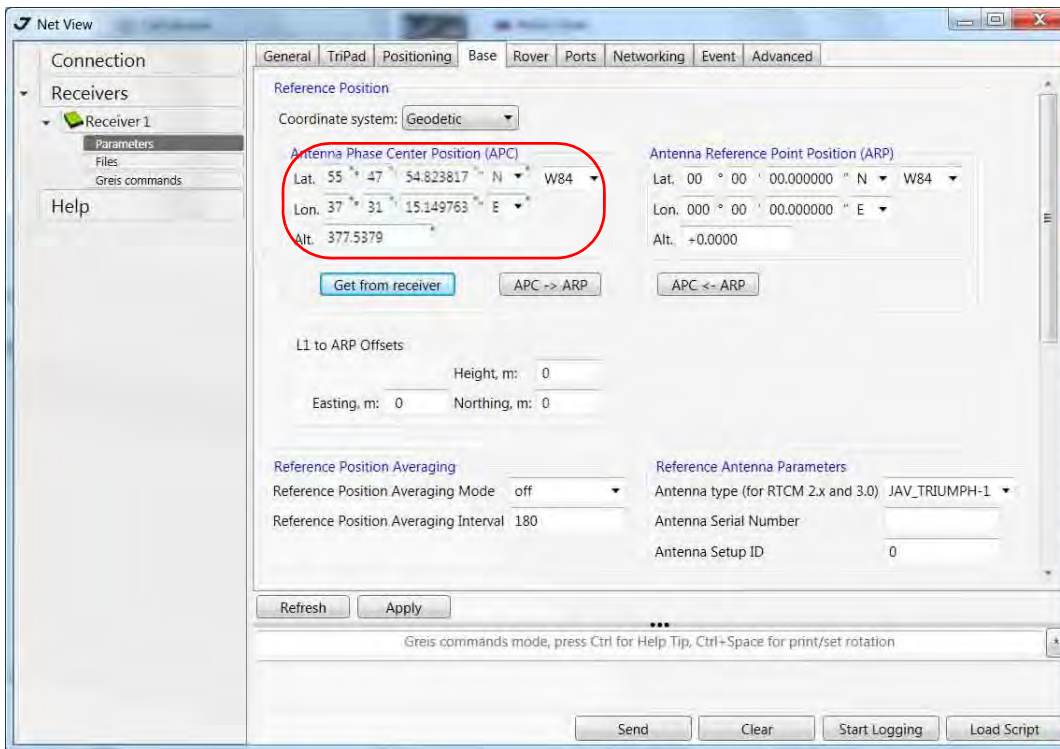 Net View
Connection
Receivers
Receiver 1
Parameters
Files
Greis commands
Help
General TriPad Positioning Base Rover Ports Networking Event Advanced
Reference Position
Coordinate system: Geodetic
Antenna Phase Center Position (APC)
Lat. 55 ° 47 ' 54.823817 " N W84
Lon. 37 ° 31 ' 15.149763 " E
Alt. 377.5379
Antenna Reference Point Position (ARP)
Lat. 00 ° 00 ' 00.000000 " N W84
Lon. 000 ° 00 ' 00.000000 " E
Alt. +0.0000
Get from receiver APC -> ARP APC <- ARP
L1 to ARP Offsets
Height, m: 0
Easting, m: 0 Northing, m: 0
Reference Position Averaging
Reference Position Averaging Mode off
Reference Position Averaging Interval 180
Reference Antenna Parameters
Antenna type (for RTCM 2.x and 3.0) JAV_TRIUMPH-1
Antenna Serial Number
Antenna Setup ID 0
Refresh Apply
Greis commands mode, press Ctrl for Help Tip, Ctrl+Space for print/set rotation
Send Clear Start Logging Load Script